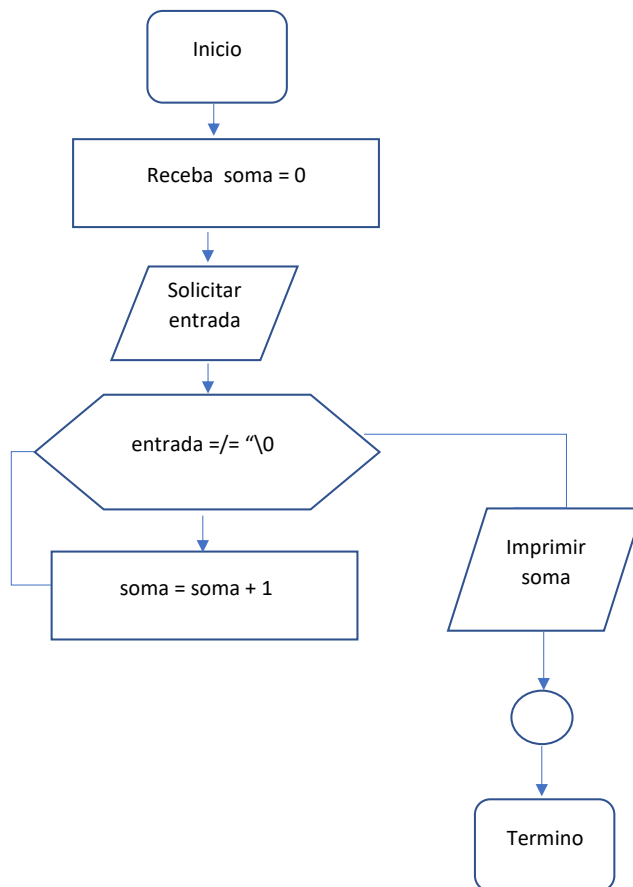 Inicio
Receba soma = 0
Solicitar
entrada
entrada =/= “\0
soma = soma + 1
Imprimir
soma
Termino